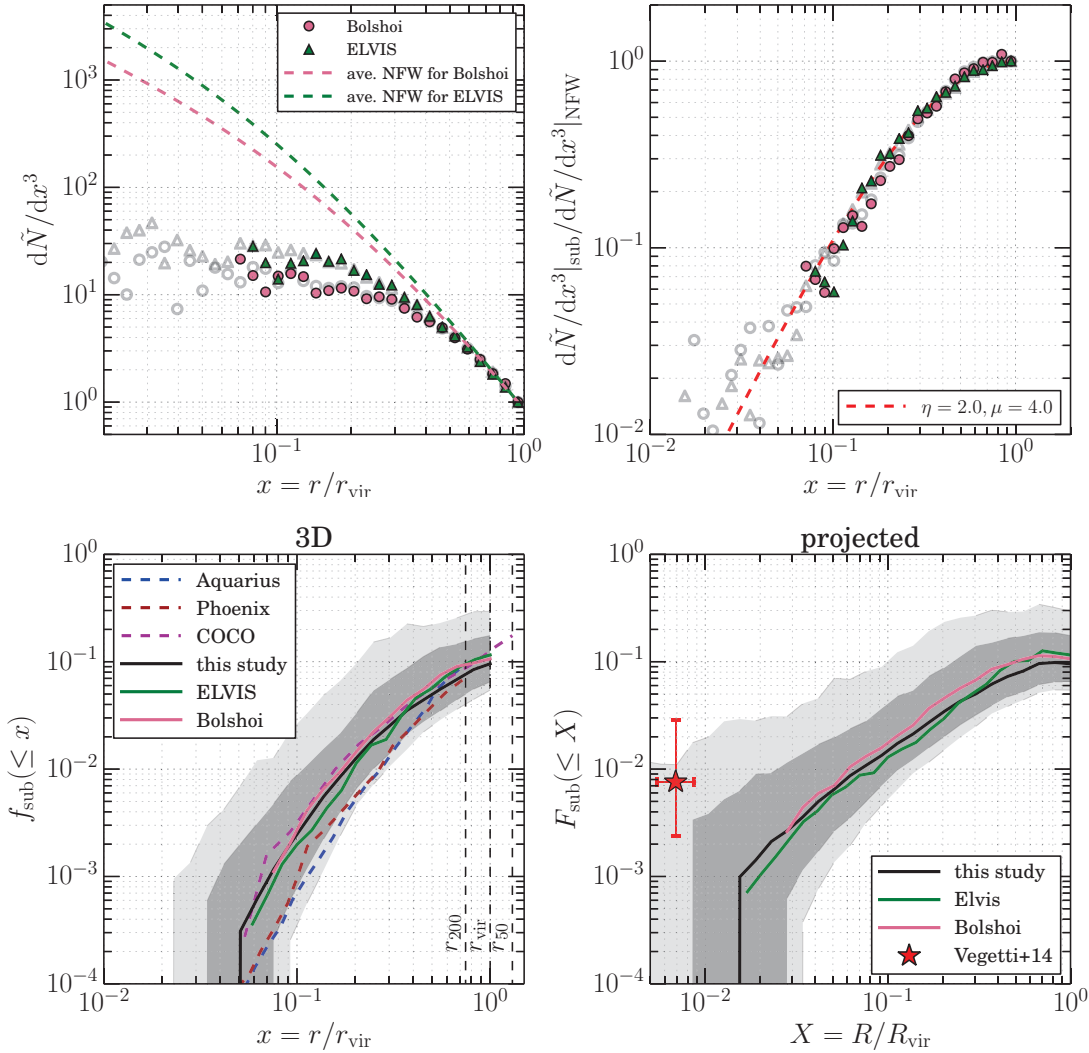 Bolshoi
ELVIS
ave. NFW for Bolshoi
ave. NFW for ELVIS
10³
10²
10¹
10⁰
dÑ/dx³
10⁻¹
10⁰
x = r/r_vir
10⁰
10⁻¹
10⁻²
dÑ/dx³|_sub/dÑ/dx³|_NFW
η = 2.0, μ = 4.0
10⁻²
10⁻¹
10⁰
x = r/r_vir
3D
Aquarius
Phoenix
COCO
this study
ELVIS
Bolshoi
r₂₀₀
r_vir
r₅₀
10⁰
10⁻¹
10⁻²
10⁻³
10⁻⁴
f_sub(≤ x)
10⁻¹
10⁰
x = r/r_vir
projected
10⁰
10⁻¹
10⁻²
10⁻³
10⁻⁴
F_sub(≤ X)
this study
Elvis
Bolshoi
Vegetti+14
10⁻²
10⁻¹
10⁰
X = R/R_vir